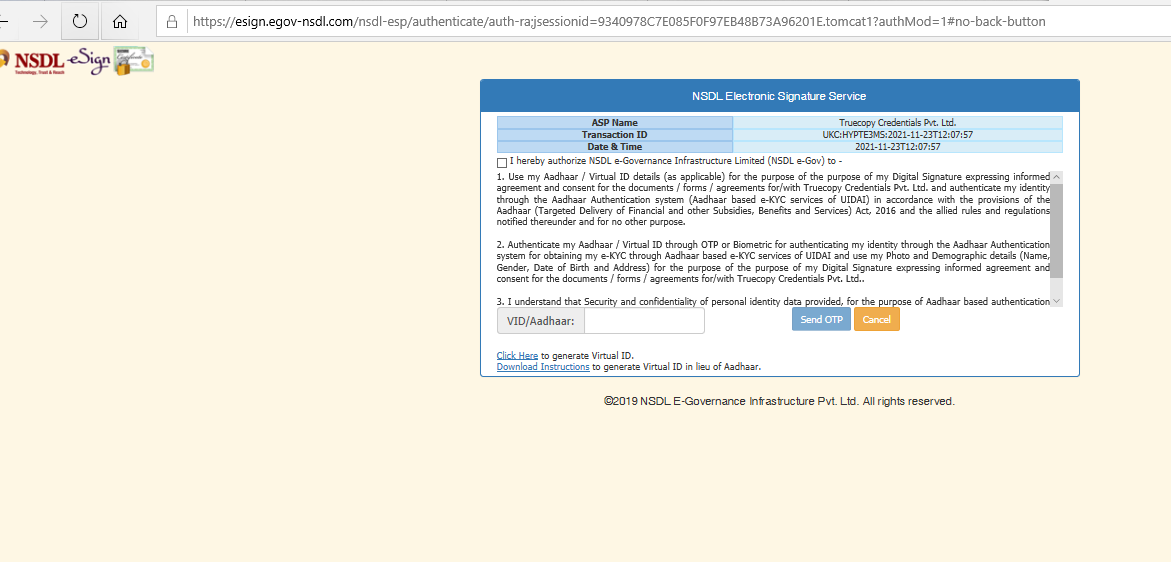 https://esign.egov-nsdl.com/nsdl-esp/authenticate/auth-ra;jsessionid=9340978C7E085F0F97EB48B73A96201E.tomcat1?authMod=1#no-back-button
NSDL eSign
Technology, Trust & Reach
NSDL Electronic Signature Service
ASP Name Truecopy Credentials Pvt. Ltd.
Transaction ID UKC:HYPTE3MS:2021-11-23T12:07:57
Date & Time 2021-11-23T12:07:57
I hereby authorize NSDL e-Governance Infrastructure Limited (NSDL e-Gov) to -
1. Use my Aadhaar / Virtual ID details (as applicable) for the purpose of the purpose of my Digital Signature expressing informed
agreement and consent for the documents / forms / agreements for/with Truecopy Credentials Pvt. Ltd. and authenticate my identity
through the Aadhaar Authentication system (Aadhaar based e-KYC services of UIDAI) in accordance with the provisions of the
Aadhaar (Targeted Delivery of Financial and other Subsidies, Benefits and Services) Act, 2016 and the allied rules and regulations
notified thereunder and for no other purpose.
2. Authenticate my Aadhaar / Virtual ID through OTP or Biometric for authenticating my identity through the Aadhaar Authentication
system for obtaining my e-KYC through Aadhaar based e-KYC services of UIDAI and use my Photo and Demographic details (Name,
Gender, Date of Birth and Address) for the purpose of the purpose of my Digital Signature expressing informed agreement and
consent for the documents / forms / agreements for/with Truecopy Credentials Pvt. Ltd..
3. I understand that Security and confidentiality of personal identity data provided, for the purpose of Aadhaar based authentication
VID/Aadhaar: Send OTP Cancel
Click Here to generate Virtual ID.
Download Instructions to generate Virtual ID in lieu of Aadhaar.
©2019 NSDL E-Governance Infrastructure Pvt. Ltd. All rights reserved.